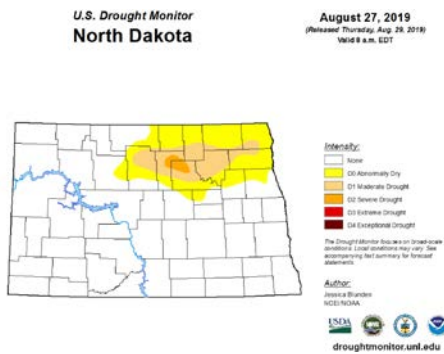 U.S. Drought Monitor
North Dakota
August 27, 2019
(Released Thursday, Aug. 29, 2019)
Valid 8 a.m. EDT
Intensity:
None
D0 Abnormally Dry
D1 Moderate Drought
D2 Severe Drought
D3 Extreme Drought
D4 Exceptional Drought
The Drought Monitor focuses on broad-scale
conditions. Local conditions may vary. See
accompanying text summary for forecast
statements.
Author:
Jessica Blunden
NCEI/NOAA
USDA
droughtmonitor.unl.edu